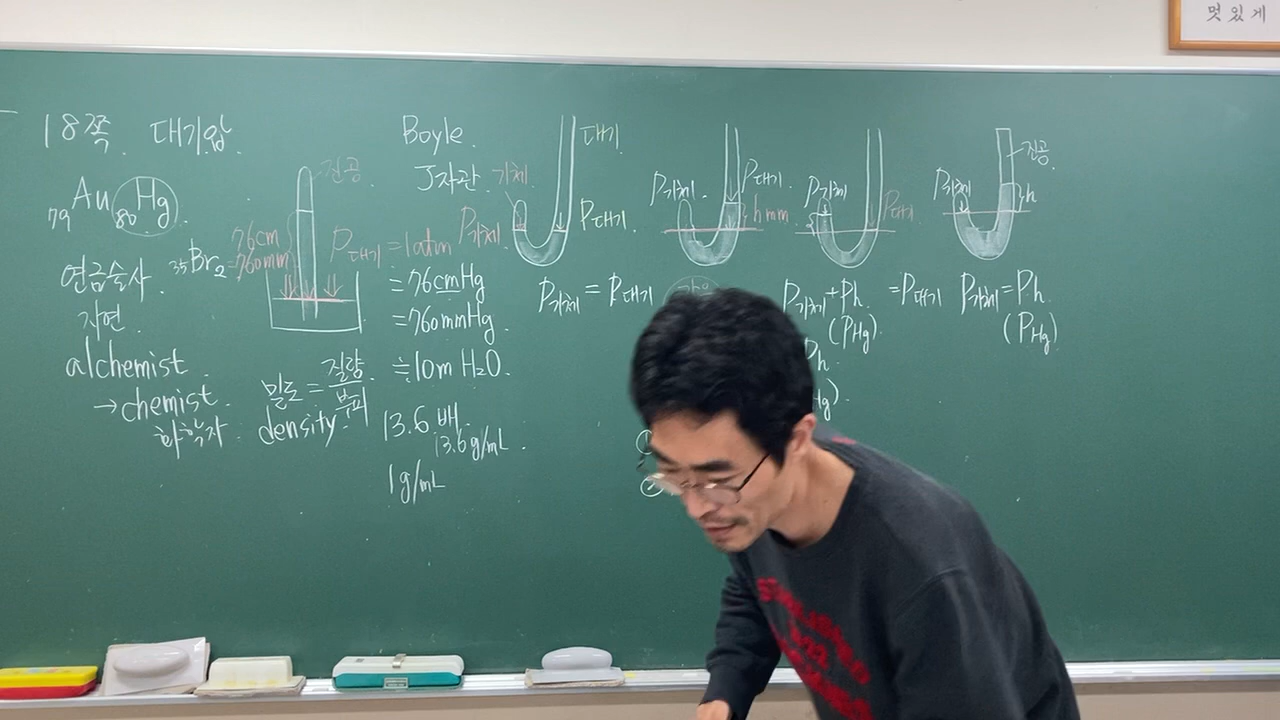 멋있게
18쪽. 대기압.
79Au 80Hg.
연금술사.
자연.
alchemist.
→chemist.
화학자.
진공.
76cm
=760mm
35Br2
P대기 = 1atm
= 76cmHg
= 760mmHg.
≒10m H2O.
밀도 = 질량/부피
density.
13.6배.
13.6g/mL.
1g/mL
Boyle.
J자관.
기체
대기.
P기체.
P대기
P기체 = P대기
P기체.
P대기.
h mm
P기체
P대기
P기체+Ph =P대기
(PHg).
Ph
Hg).
진공.
P기체
h
P기체=Ph
(PHg)
①
②